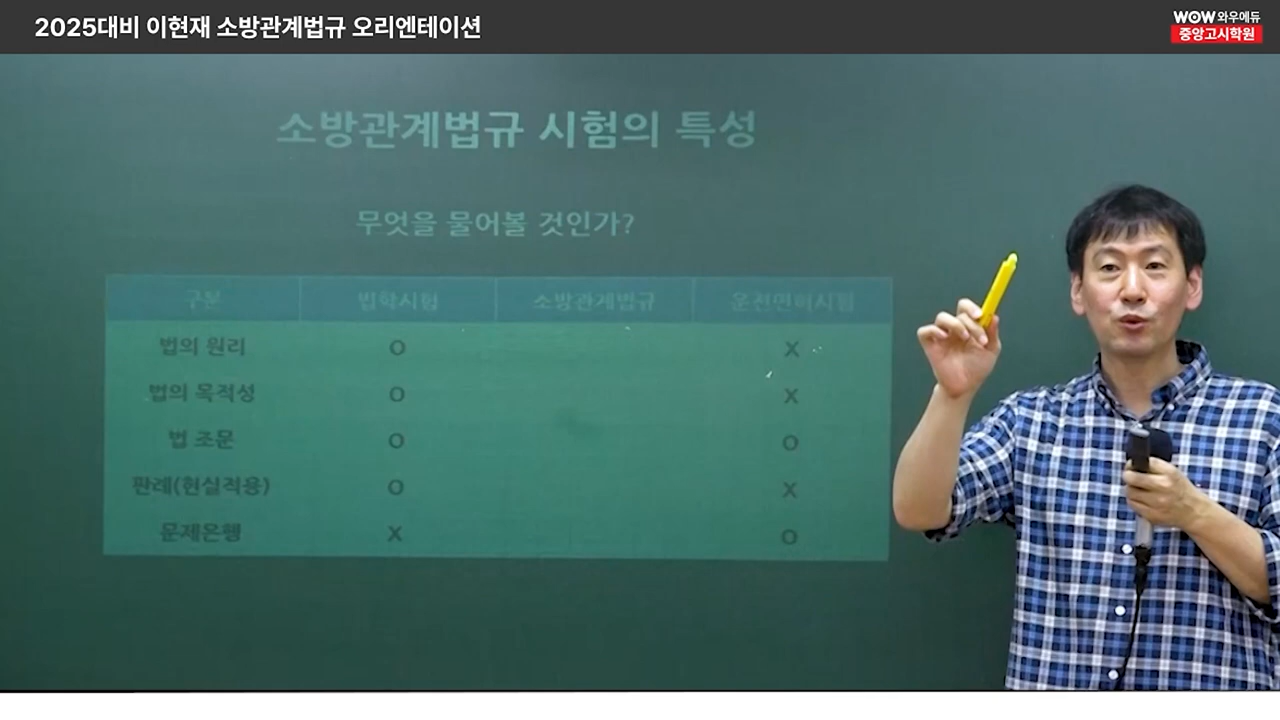 2025대비 이현재 소방관계법규 오리엔테이션
WOW 와우에듀
중앙고시학원
소방관계법규 시험의 특성
무엇을 물어볼 것인가?
구분 법학시험 소방관계법규 운전면허시험
법의 원리 O X
법의 목적성 O X
법 조문 O O
판례(현실적용) O X
문제은행 X O